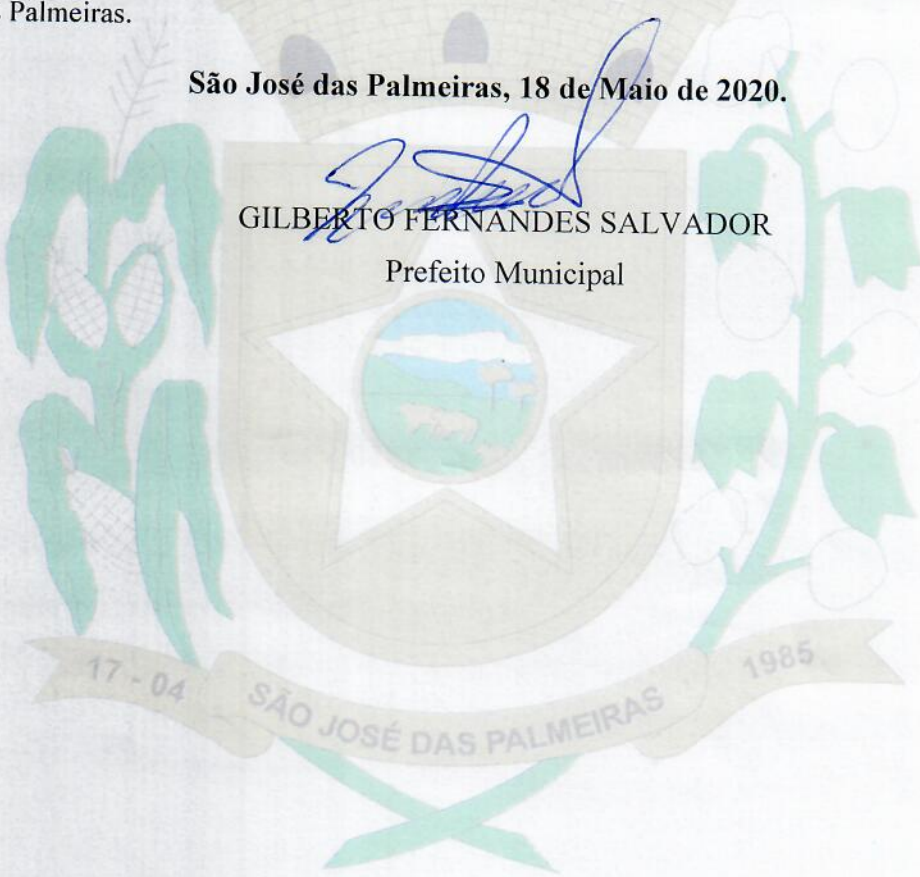 Palmeiras.
São José das Palmeiras, 18 de Maio de 2020.
GILBERTO FERNANDES SALVADOR
Prefeito Municipal
17 - 04
SÃO JOSÉ DAS PALMEIRAS
1985